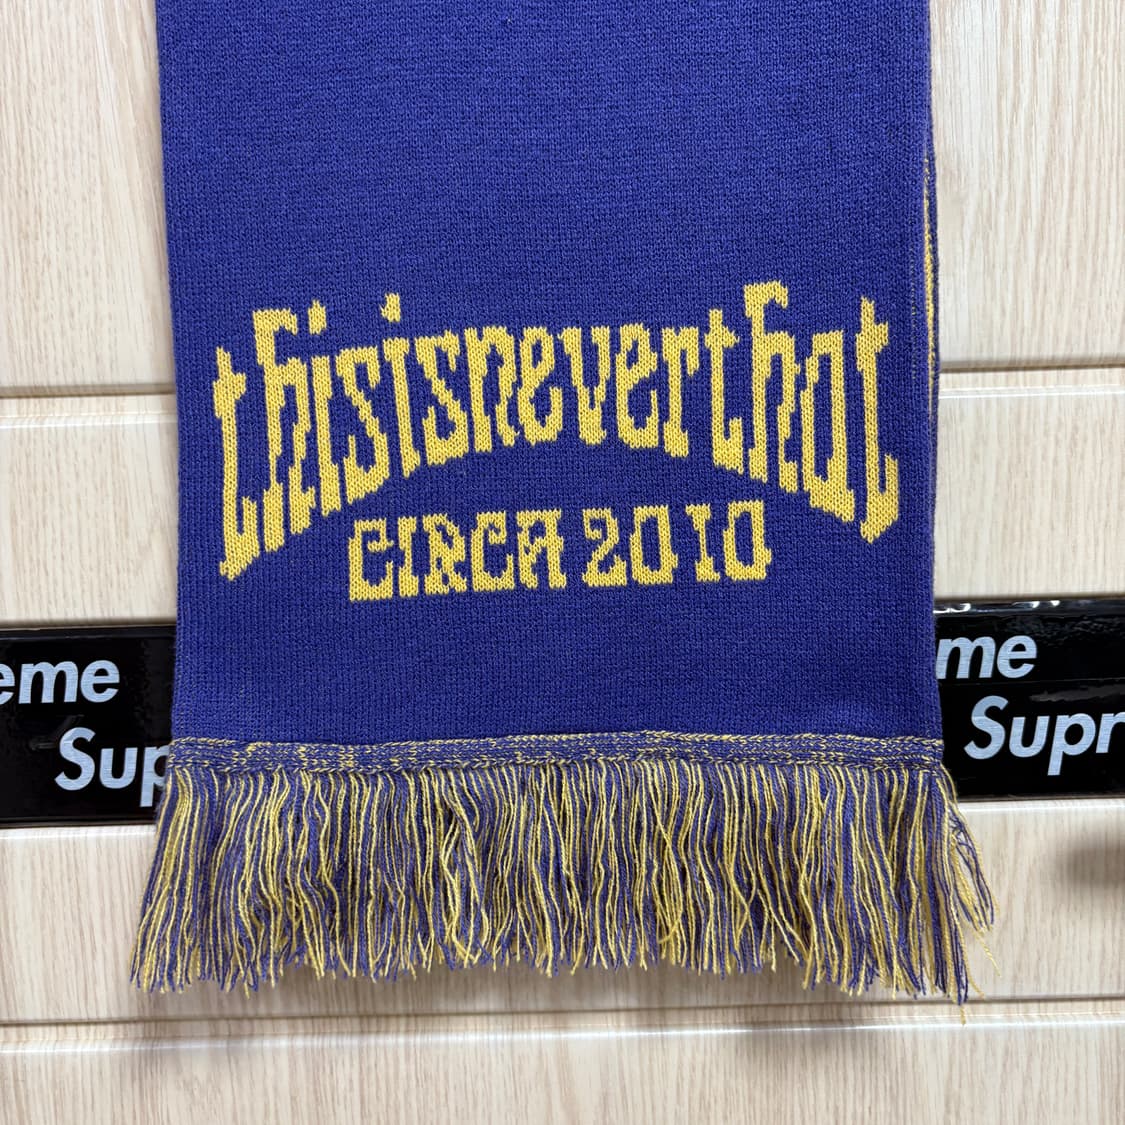 thisisneverthat
CIRCA 2010
eme
Sup
me
Supr